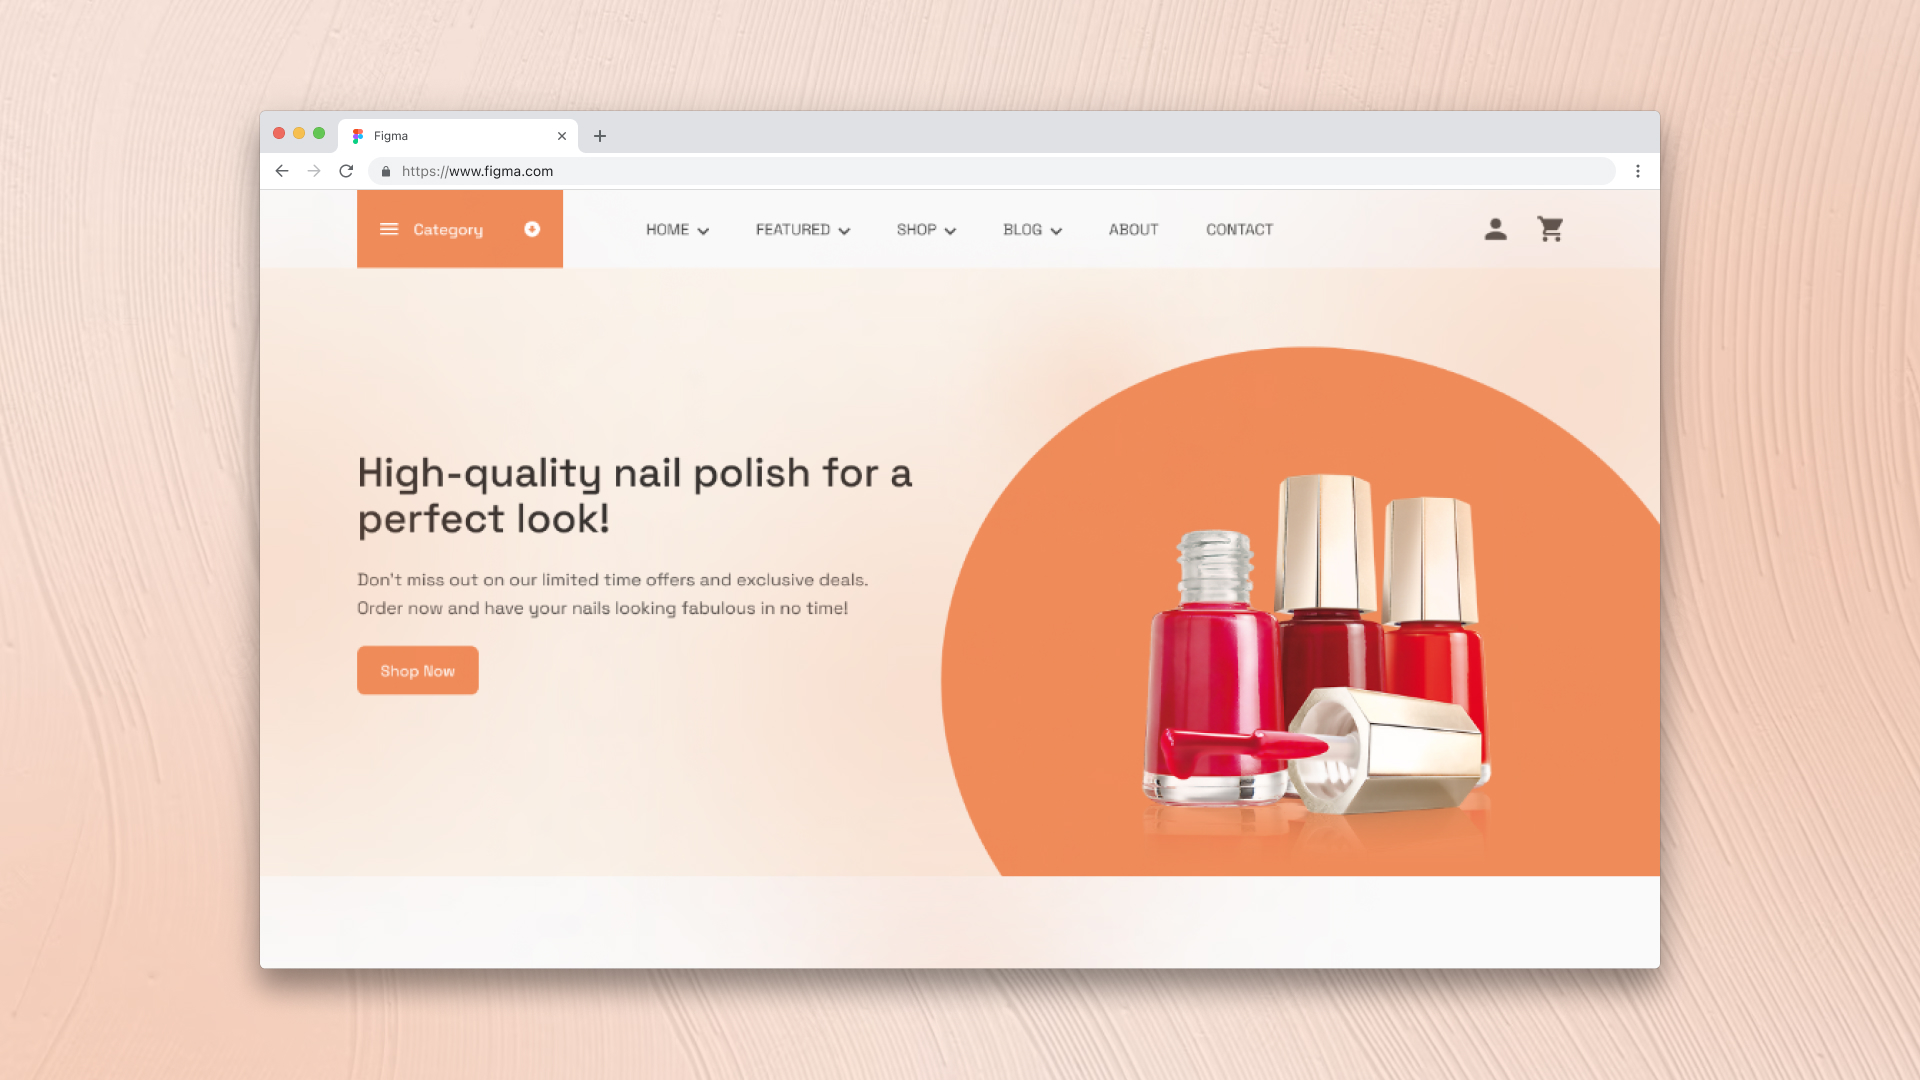 Figma
https://www.figma.com
Category
HOME
FEATURED
SHOP
BLOG
ABOUT
CONTACT
High-quality nail polish for a
perfect look!
Don't miss out on our limited time offers and exclusive deals.
Order now and have your nails looking fabulous in no time!
Shop Now